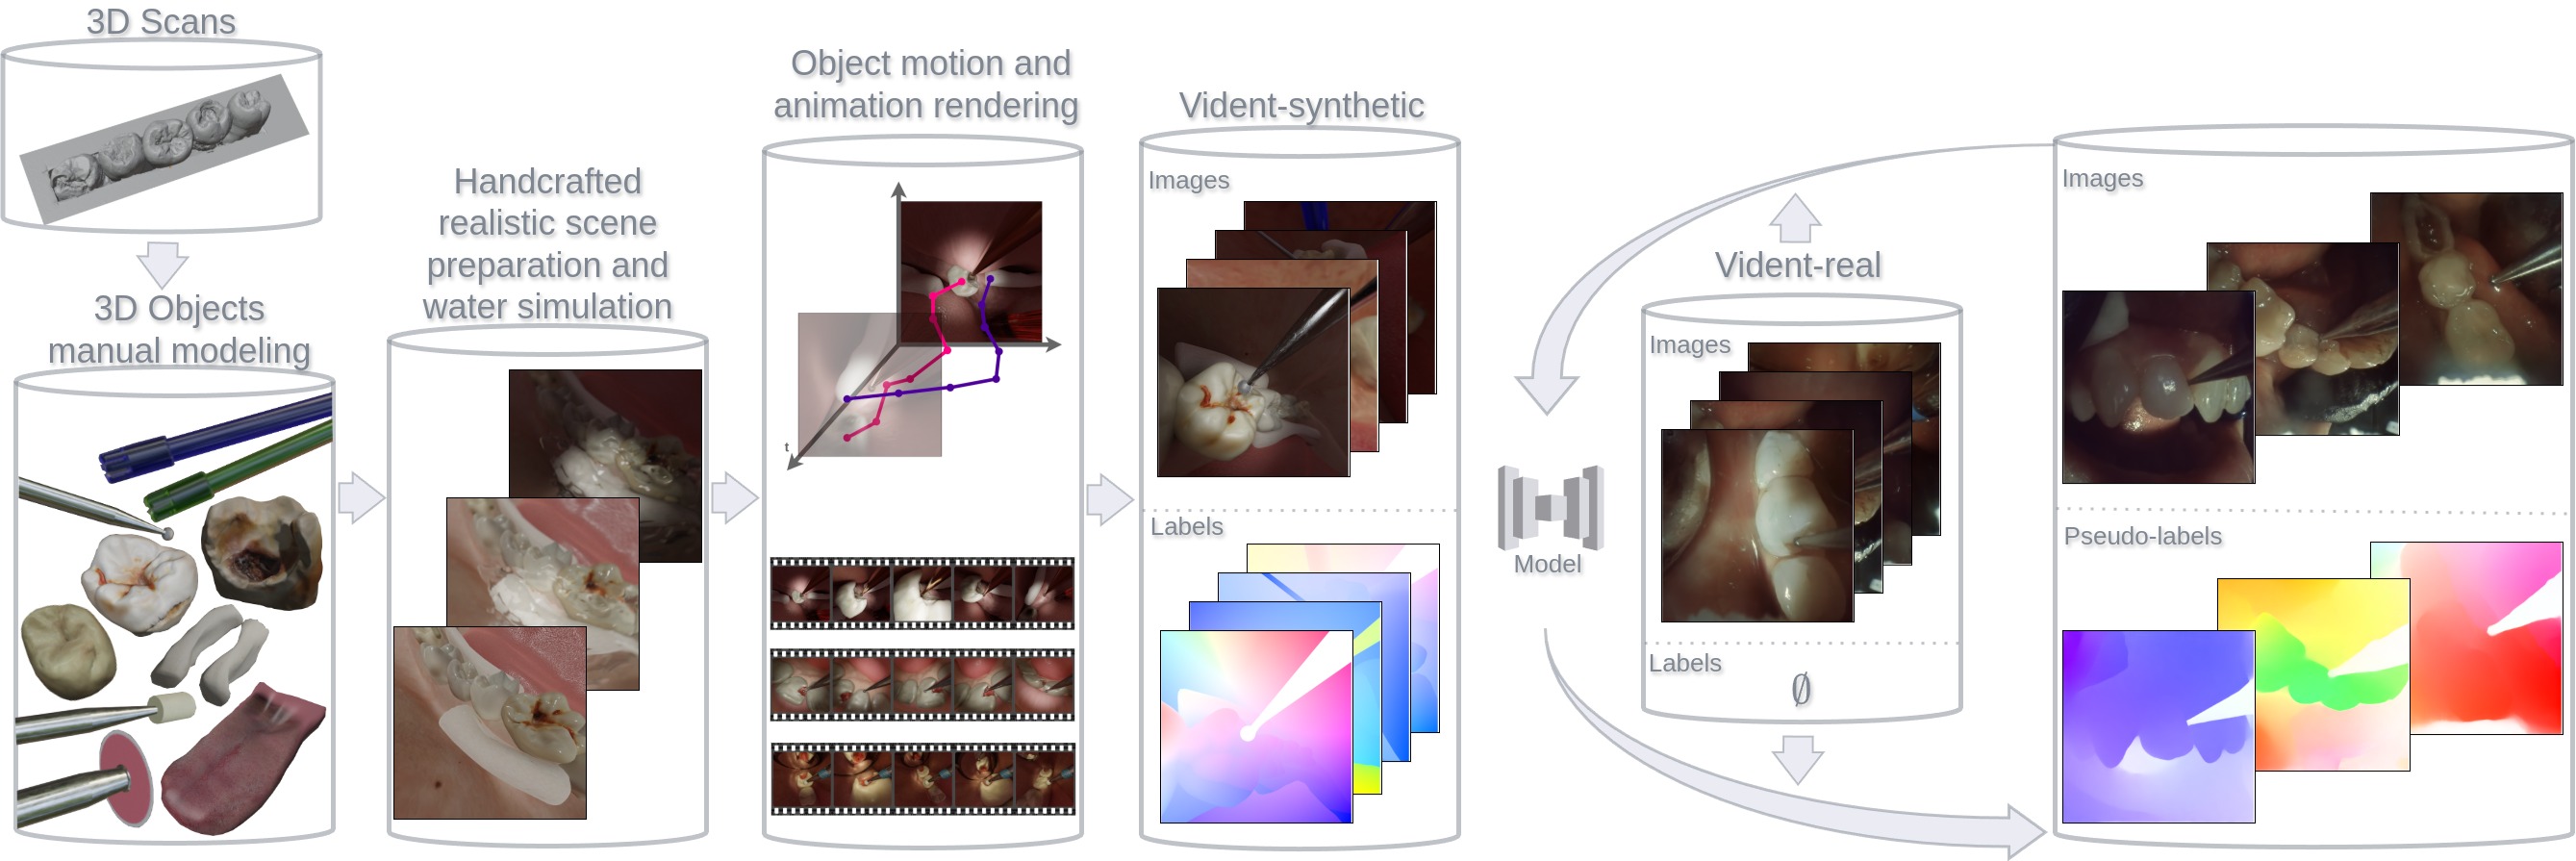 3D Scans
3D Objects
manual modeling
Handcrafted
realistic scene
preparation and
water simulation
Object motion and
animation rendering
t
Vident-synthetic
Images
Labels
Model
Vident-real
Images
Labels
∅
Images
Pseudo-labels